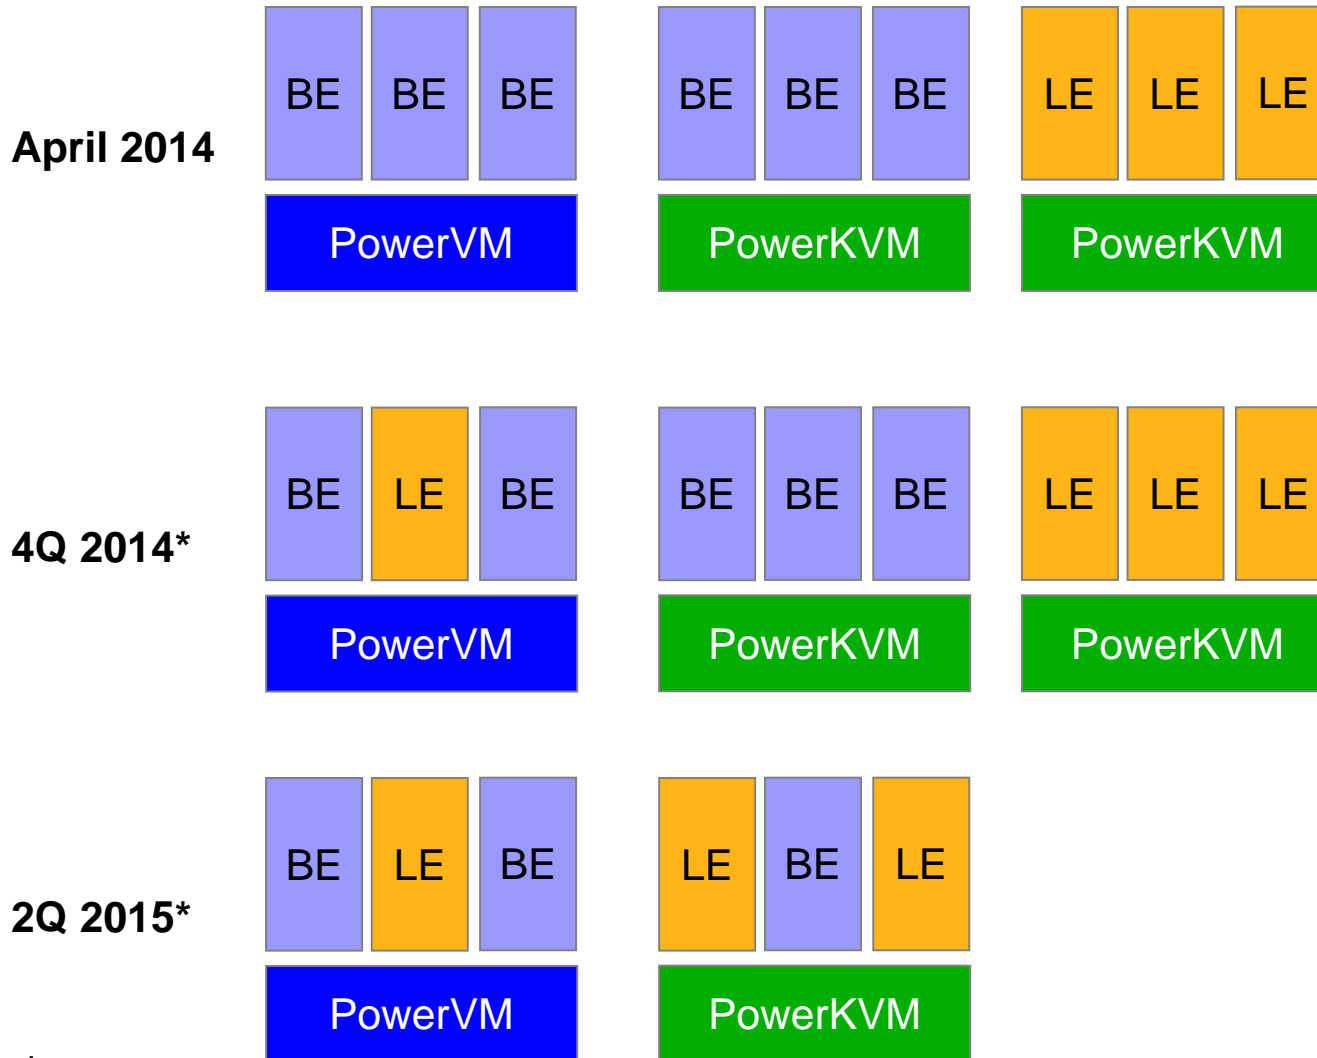 BE BE BE BE BE BE LE LE LE
April 2014
PowerVM PowerKVM PowerKVM
BE LE BE BE BE BE LE LE LE
4Q 2014*
PowerVM PowerKVM PowerKVM
BE LE BE LE BE LE
2Q 2015*
PowerVM PowerKVM